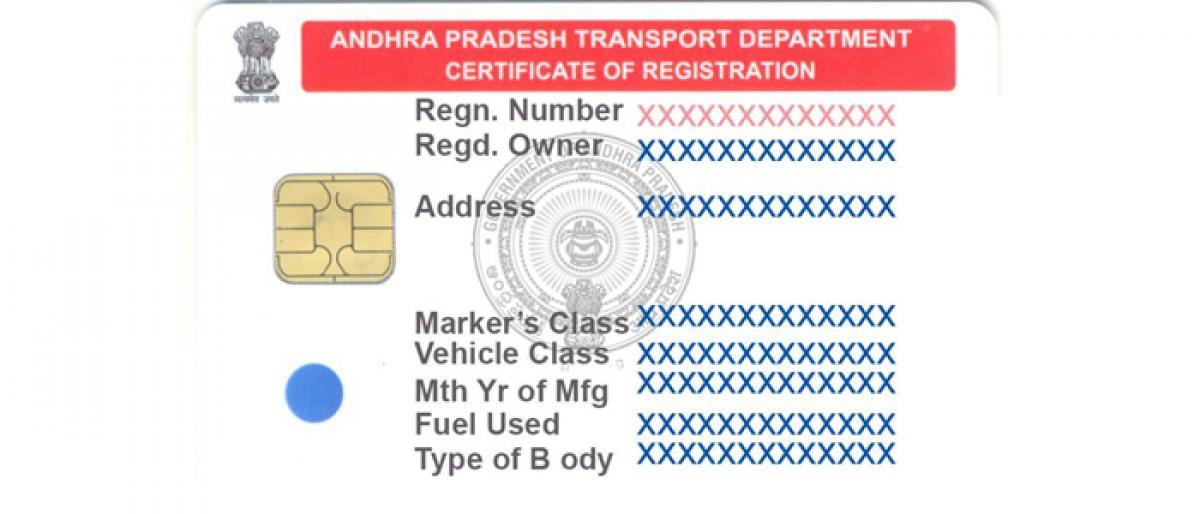 ANDHRA PRADESH TRANSPORT DEPARTMENT
CERTIFICATE OF REGISTRATION
सत्यमेव जयते
Regn. Number XXXXXXXXXXXXX
Regd. Owner XXXXXXXXXXXXX
GOVERNMENT OF ANDHRA PRADESH
Address XXXXXXXXXXXXX
Marker's Class XXXXXXXXXXXXX
Vehicle Class XXXXXXXXXXXXX
Mth Yr of Mfg XXXXXXXXXXXXX
Fuel Used XXXXXXXXXXXXX
Type of B ody XXXXXXXXXXXXX